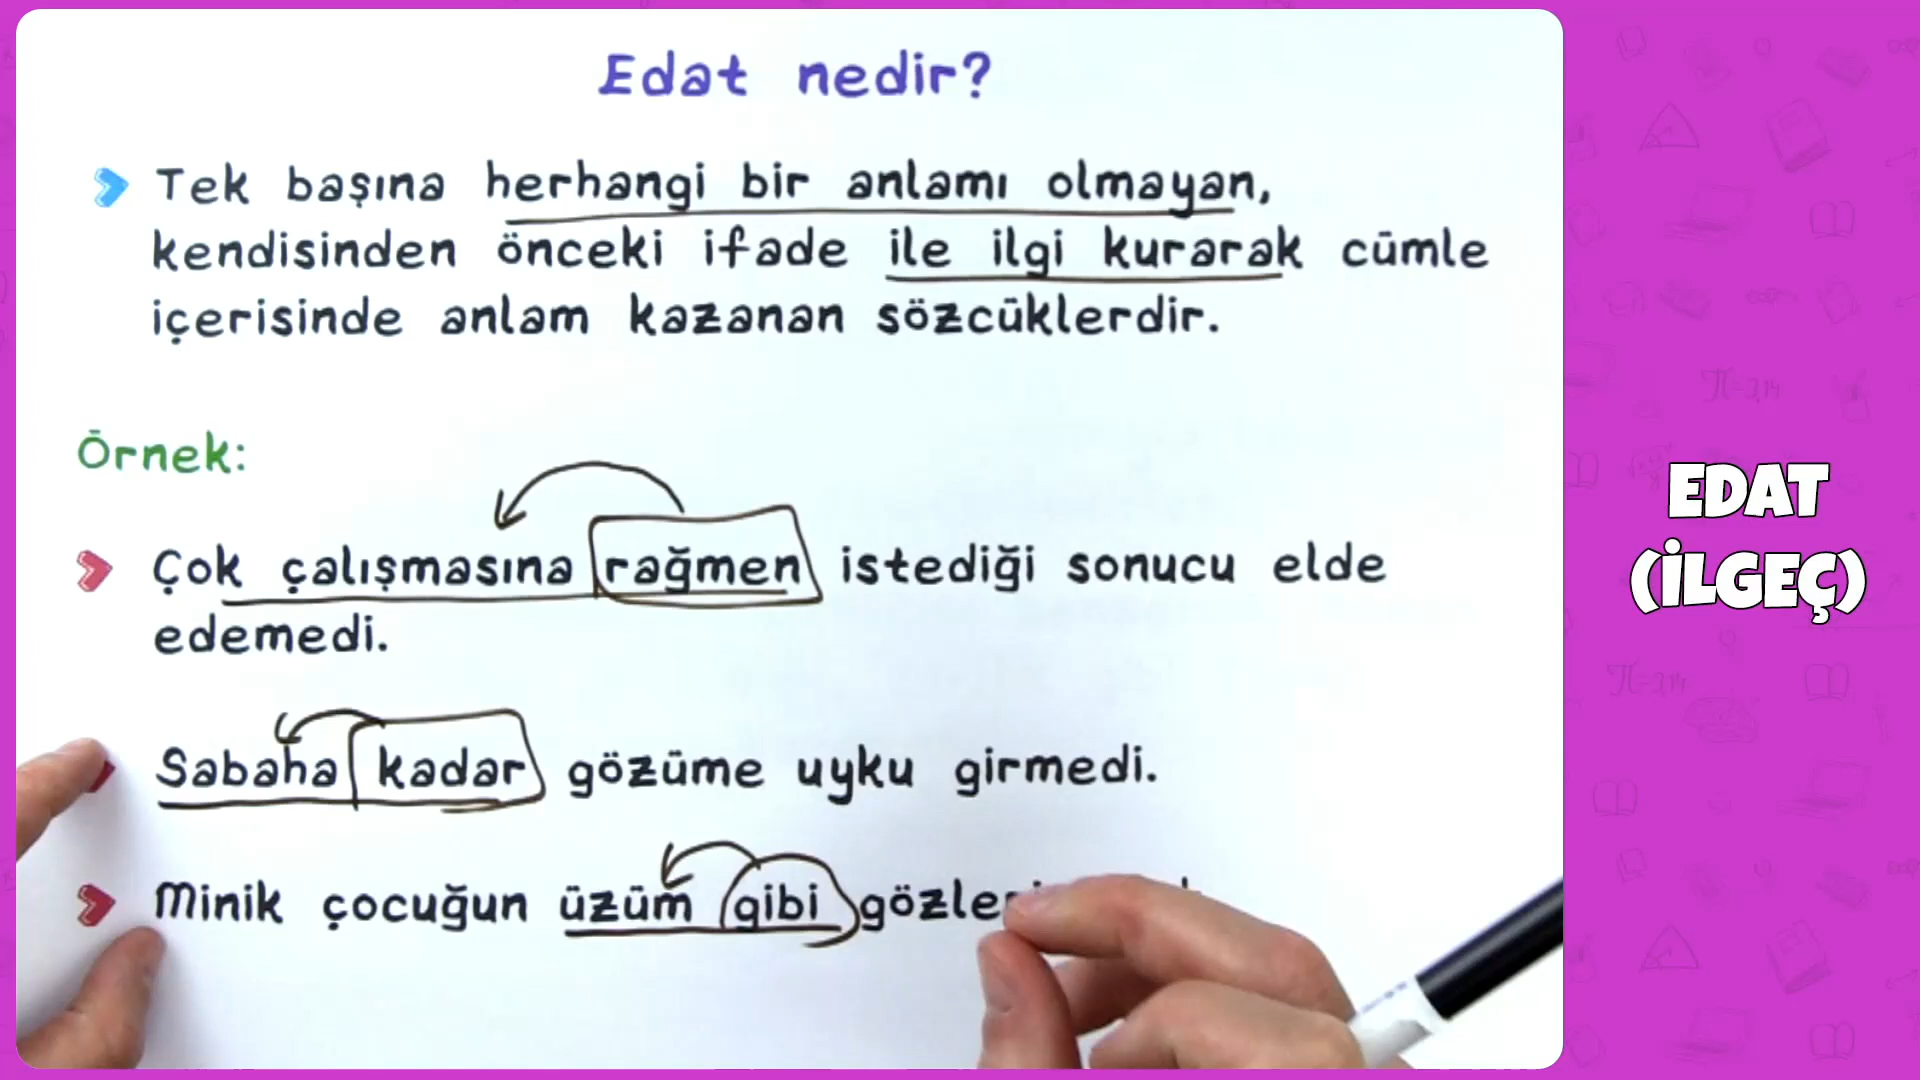 Edat nedir?
Tek başına herhangi bir anlamı olmayan,
kendisinden önceki ifade ile ilgi kurarak cümle
içerisinde anlam kazanan sözcüklerdir.
Örnek:
Çok çalışmasına rağmen istediği sonucu elde
edemedi.
Sabaha kadar gözüme uyku girmedi.
Minik çocuğun üzüm gibi
EDAT
(İLGEÇ)